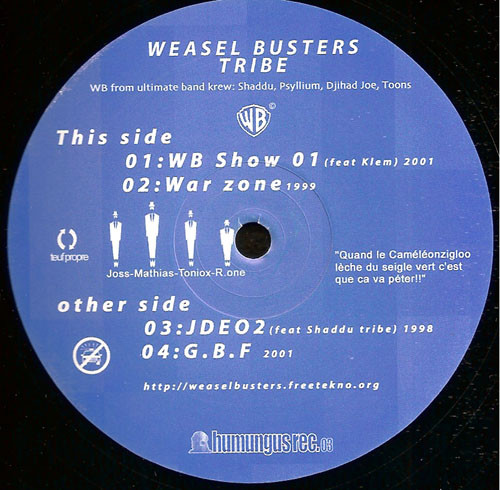 WEASEL BUSTERS
TRIBE
WB from ultimate band krew: Shaddu, Psyllium, Djihad Joe, Toons
WB ©
This side
01:WB Show 01 (feat Klem) 2001
02:War zone 1999
teuf propre
Joss-Mathias-Toniox-R.one
"Quand le Caméléonzigloo
lèche du seigle vert c'est
que ca va péter!!"
other side
03:JDEO2 (feat Shaddu tribe) 1998
04:G.B.F 2001
http://weaselbusters.freetekno.org
humungus rec. 03